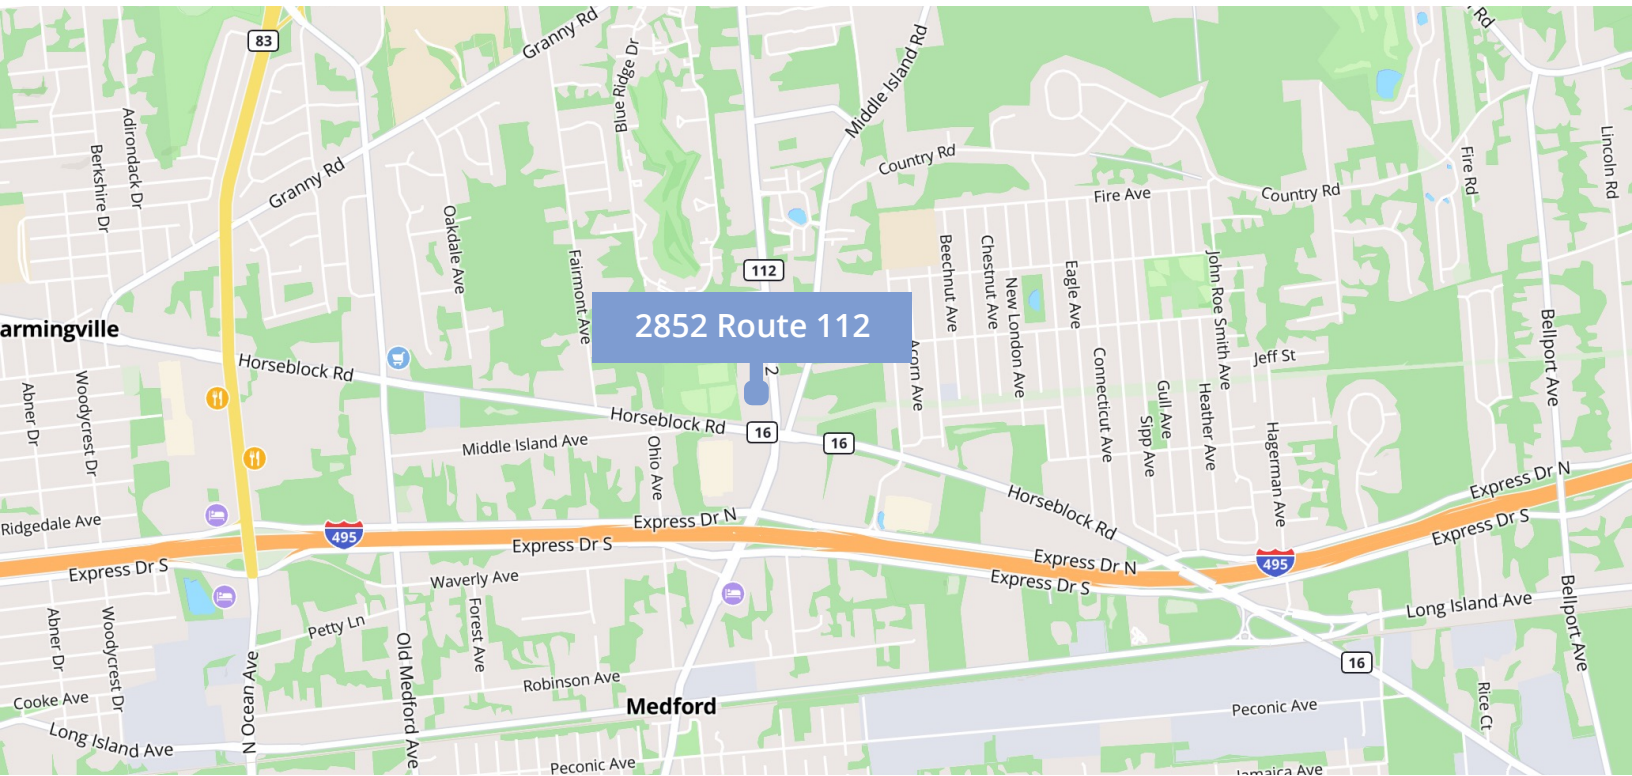 83
Granny Rd
Blue Ridge Dr
Middle Island Rd
Rd
Adirondack Dr
Berkshire Dr
Granny Rd
Country Rd
Fire Ave
Country Rd
Fire Rd
Lincoln Rd
Oakdale Ave
Fairmont Ave
112
Beechnut Ave
Chestnut Ave
New London Ave
Eagle Ave
John Roe Smith Ave
armingville
2852 Route 112
2
Horseblock Rd
Acorn Ave
Jeff St
Bellport Ave
Abner Dr
Woodycrest Dr
Horseblock Rd
16
16
Middle Island Ave
Ohio Ave
Connecticut Ave
Gull Ave
Sipp Ave
Heather Ave
Hagerman Ave
Horseblock Rd
Express Dr N
Ridgedale Ave
495
Express Dr N
Express Dr S
Express Dr S
Express Dr S
Express Dr N
Express Dr S
495
Waverly Ave
Forest Ave
Petty Ln
Long Island Ave
Bellport Ave
Abner Dr
Woodycrest Dr
Old Medford Ave
N Ocean Ave
Robinson Ave
16
Cooke Ave
Medford
Peconic Ave
Rice Ct
Long Island Ave
Peconic Ave
Jamaica Ave